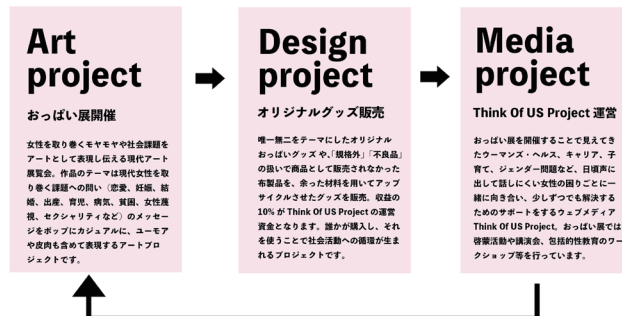 Art
project
おっぱい展開催
女性を取り巻くモヤモヤや社会課題を
アートとして表現し伝える現代アート
展覧会。作品のテーマは現代女性を取
り巻く課題への問い（恋愛、妊娠、結
婚、出産、育児、病気、貧困、女性蔑
視、セクシャリティなど）のメッセー
ジをポップにカジュアルに、ユーモア
や皮肉も含めて表現するアートプロ
ジェクトです。
Design
project
オリジナルグッズ販売
唯一無二をテーマにしたオリジナル
おっぱいグッズ や、「規格外」「不良品」
の扱いで商品として販売されなかった
布製品を、余った材料を用いてアップ
サイクルさせたグッズを販売。収益の
10% が Think Of US Project の運営
資金となります。誰かが購入し、それ
を使うことで社会活動への循環が生ま
れるプロジェクトです。
Media
project
Think Of US Project 運営
おっぱい展を開催することで見えてき
たウーマンズ・ヘルス、キャリア、子
育て、ジェンダー問題など、日頃声に
出して話しにくい女性の困りごとに一
緒に向き合い、少しずつでも解決する
ためのサポートをするウェブメディア
Think Of US Project。おっぱい展では
啓蒙活動や講演会、包括的性教育のワー
クショップ等を行っています。